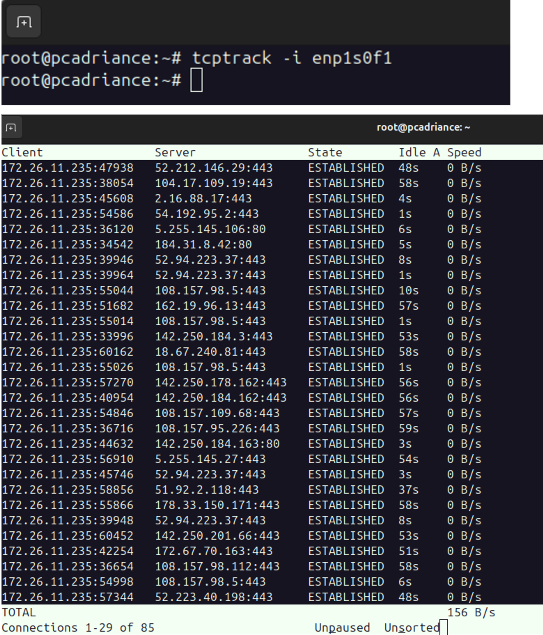 root@pcadriance:~# tcptrack -i enp1s0f1
root@pcadriance:~#
root@pcadriance: ~
Client Server State Idle A Speed
172.26.11.235:47938 52.212.146.29:443 ESTABLISHED 48s 0 B/s
172.26.11.235:38054 104.17.109.19:443 ESTABLISHED 58s 0 B/s
172.26.11.235:45608 2.16.88.17:443 ESTABLISHED 4s 0 B/s
172.26.11.235:54586 54.192.95.2:443 ESTABLISHED 1s 0 B/s
172.26.11.235:36120 5.255.145.106:80 ESTABLISHED 6s 0 B/s
172.26.11.235:34542 184.31.8.42:80 ESTABLISHED 5s 0 B/s
172.26.11.235:39946 52.94.223.37:443 ESTABLISHED 8s 0 B/s
172.26.11.235:39964 52.94.223.37:443 ESTABLISHED 1s 0 B/s
172.26.11.235:55044 108.157.98.5:443 ESTABLISHED 10s 0 B/s
172.26.11.235:51682 162.19.96.13:443 ESTABLISHED 57s 0 B/s
172.26.11.235:55014 108.157.98.5:443 ESTABLISHED 1s 0 B/s
172.26.11.235:33996 142.250.184.3:443 ESTABLISHED 53s 0 B/s
172.26.11.235:60162 18.67.240.81:443 ESTABLISHED 58s 0 B/s
172.26.11.235:55026 108.157.98.5:443 ESTABLISHED 1s 0 B/s
172.26.11.235:57270 142.250.178.162:443 ESTABLISHED 56s 0 B/s
172.26.11.235:40954 142.250.184.162:443 ESTABLISHED 56s 0 B/s
172.26.11.235:54846 108.157.109.68:443 ESTABLISHED 57s 0 B/s
172.26.11.235:36716 108.157.95.226:443 ESTABLISHED 59s 0 B/s
172.26.11.235:44632 142.250.184.163:80 ESTABLISHED 3s 0 B/s
172.26.11.235:56910 5.255.145.27:443 ESTABLISHED 54s 0 B/s
172.26.11.235:45746 52.94.223.37:443 ESTABLISHED 3s 0 B/s
172.26.11.235:58856 51.92.2.118:443 ESTABLISHED 37s 0 B/s
172.26.11.235:55866 178.33.150.171:443 ESTABLISHED 58s 0 B/s
172.26.11.235:39948 52.94.223.37:443 ESTABLISHED 8s 0 B/s
172.26.11.235:60452 142.250.201.66:443 ESTABLISHED 53s 0 B/s
172.26.11.235:42254 172.67.70.163:443 ESTABLISHED 51s 0 B/s
172.26.11.235:36654 108.157.98.112:443 ESTABLISHED 58s 0 B/s
172.26.11.235:54998 108.157.98.5:443 ESTABLISHED 6s 0 B/s
172.26.11.235:57344 52.223.40.198:443 ESTABLISHED 48s 0 B/s
TOTAL 156 B/s
Connections 1-29 of 85 Unpaused Unsorted